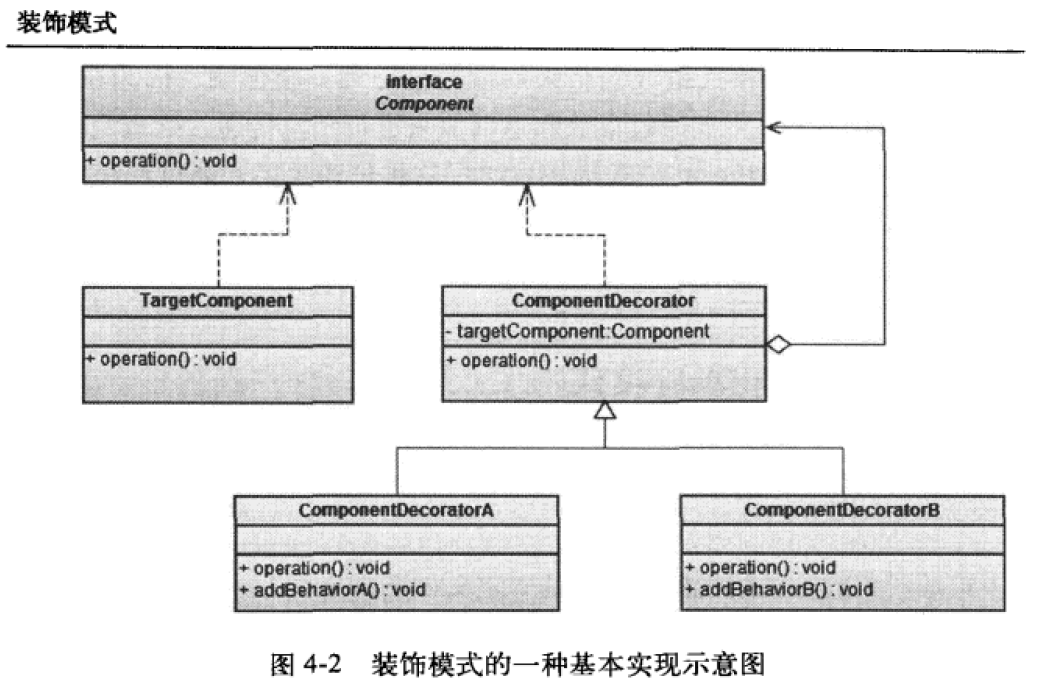 装饰模式
interface
Component
+ operation() : void
TargetComponent
+ operation() : void
ComponentDecorator
- targetComponent:Component
+ operation() : void
ComponentDecoratorA
+ operation() : void
+ addBehaviorA() : void
ComponentDecoratorB
+ operation() : void
+ addBehaviorB() : void
图 4-2 装饰模式的一种基本实现示意图